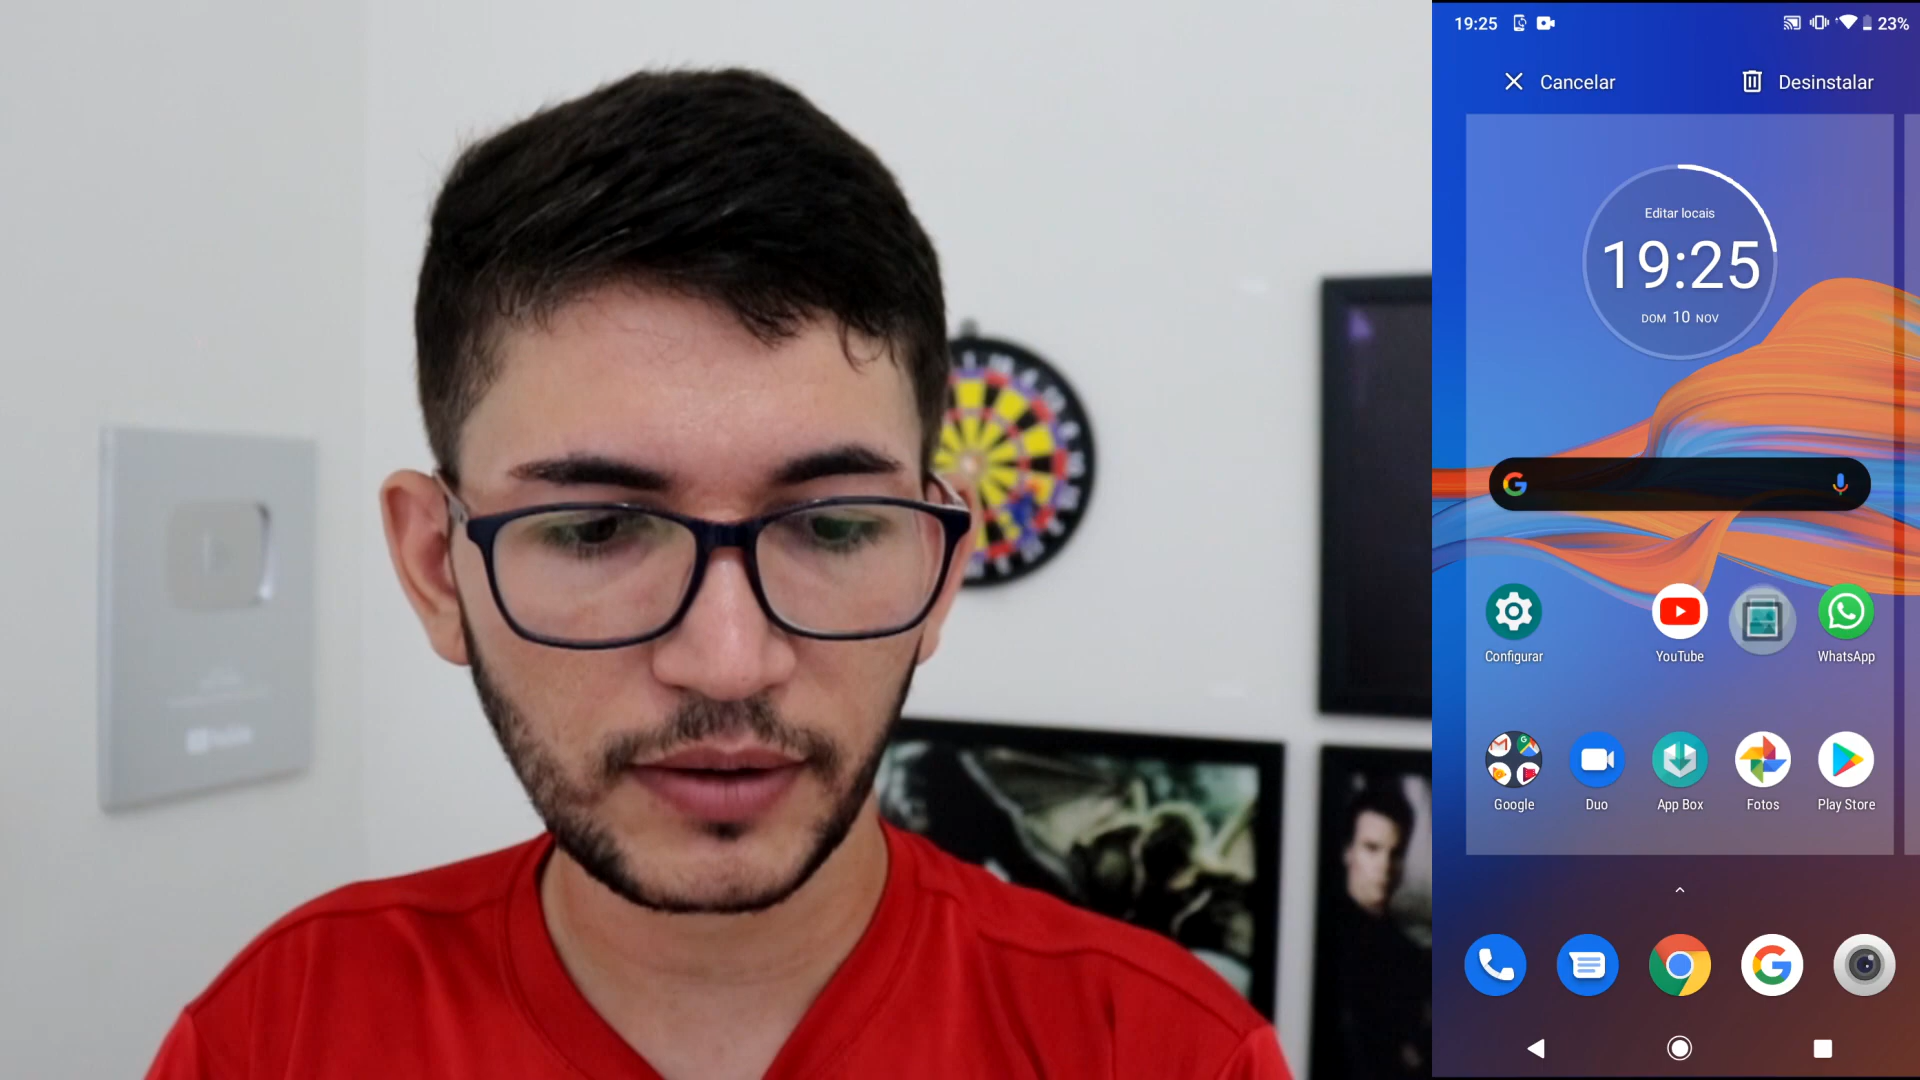 19:25 23%
Cancelar Desinstalar
Editar locais
19:25
DOM 10 NOV
Configurar YouTube WhatsApp
Google Duo App Box Fotos Play Store